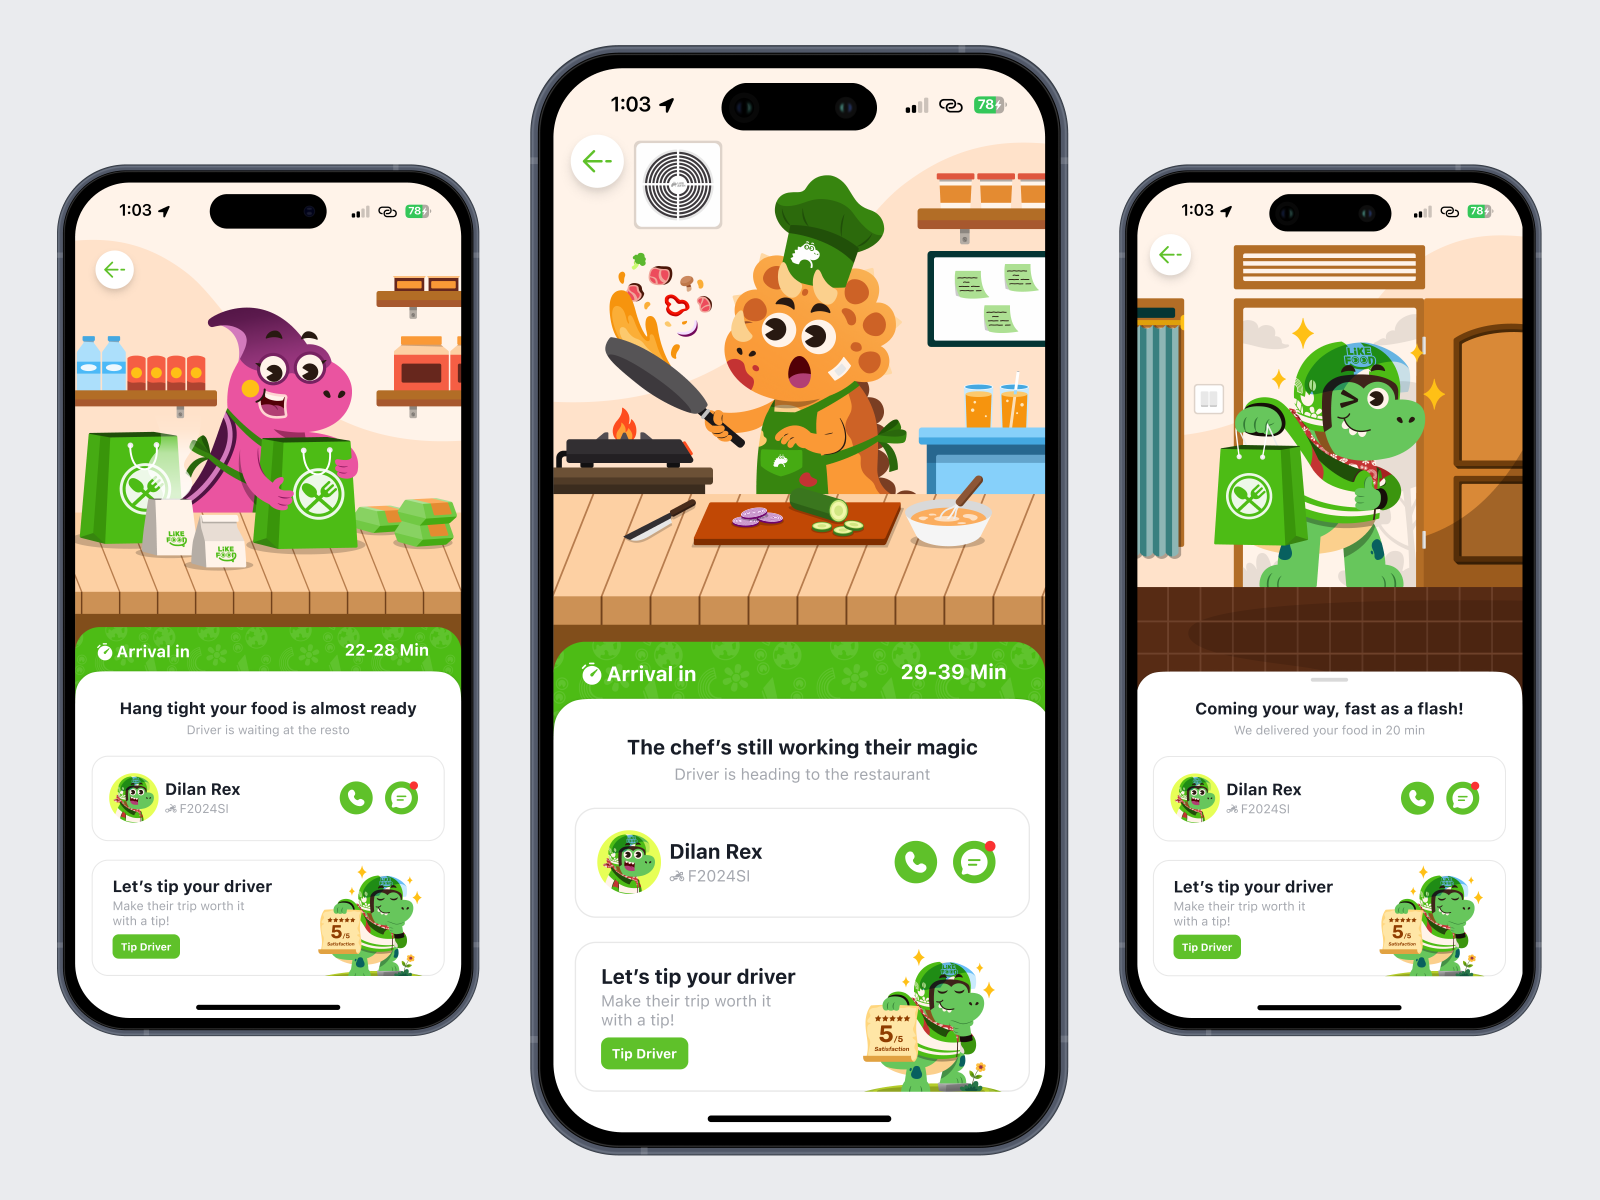 1:03
78
LiKE
FOOD
LiKE
FOOD
Arrival in
22-28 Min
Hang tight your food is almost ready
Driver is waiting at the resto
Dilan Rex
F2024SI
Let's tip your driver
Make their trip worth it
with a tip!
Tip Driver
5/5
Satisfaction
1:03
78
Arrival in
29-39 Min
The chef's still working their magic
Driver is heading to the restaurant
Dilan Rex
F2024SI
Let's tip your driver
Make their trip worth it
with a tip!
Tip Driver
LiKE
FOOD
5/5
Satisfaction
1:03
78
LiKE
FOOD
Coming your way, fast as a flash!
We delivered your food in 20 min
Dilan Rex
F2024SI
Let's tip your driver
Make their trip worth it
with a tip!
Tip Driver
5/5
Satisfaction